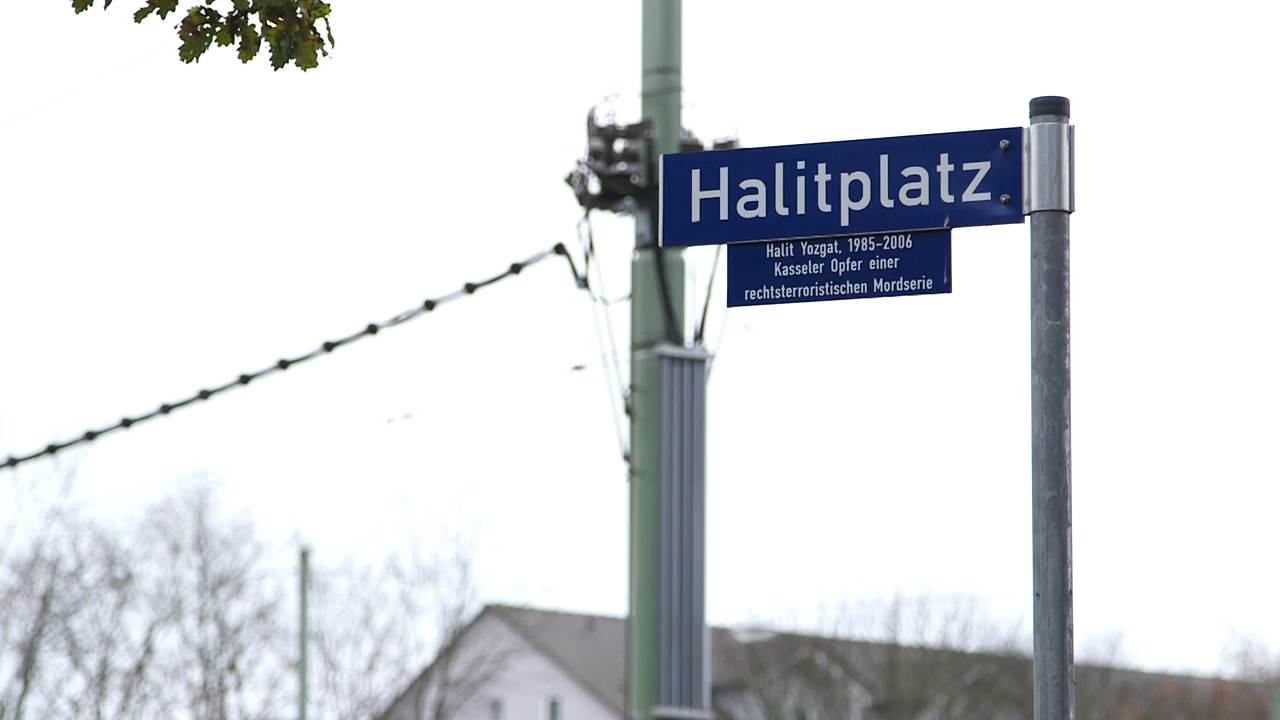 Halitplatz
Halit Yozgat, 1985-2006
Kasseler Opfer einer
rechtsterroristischen Mordserie